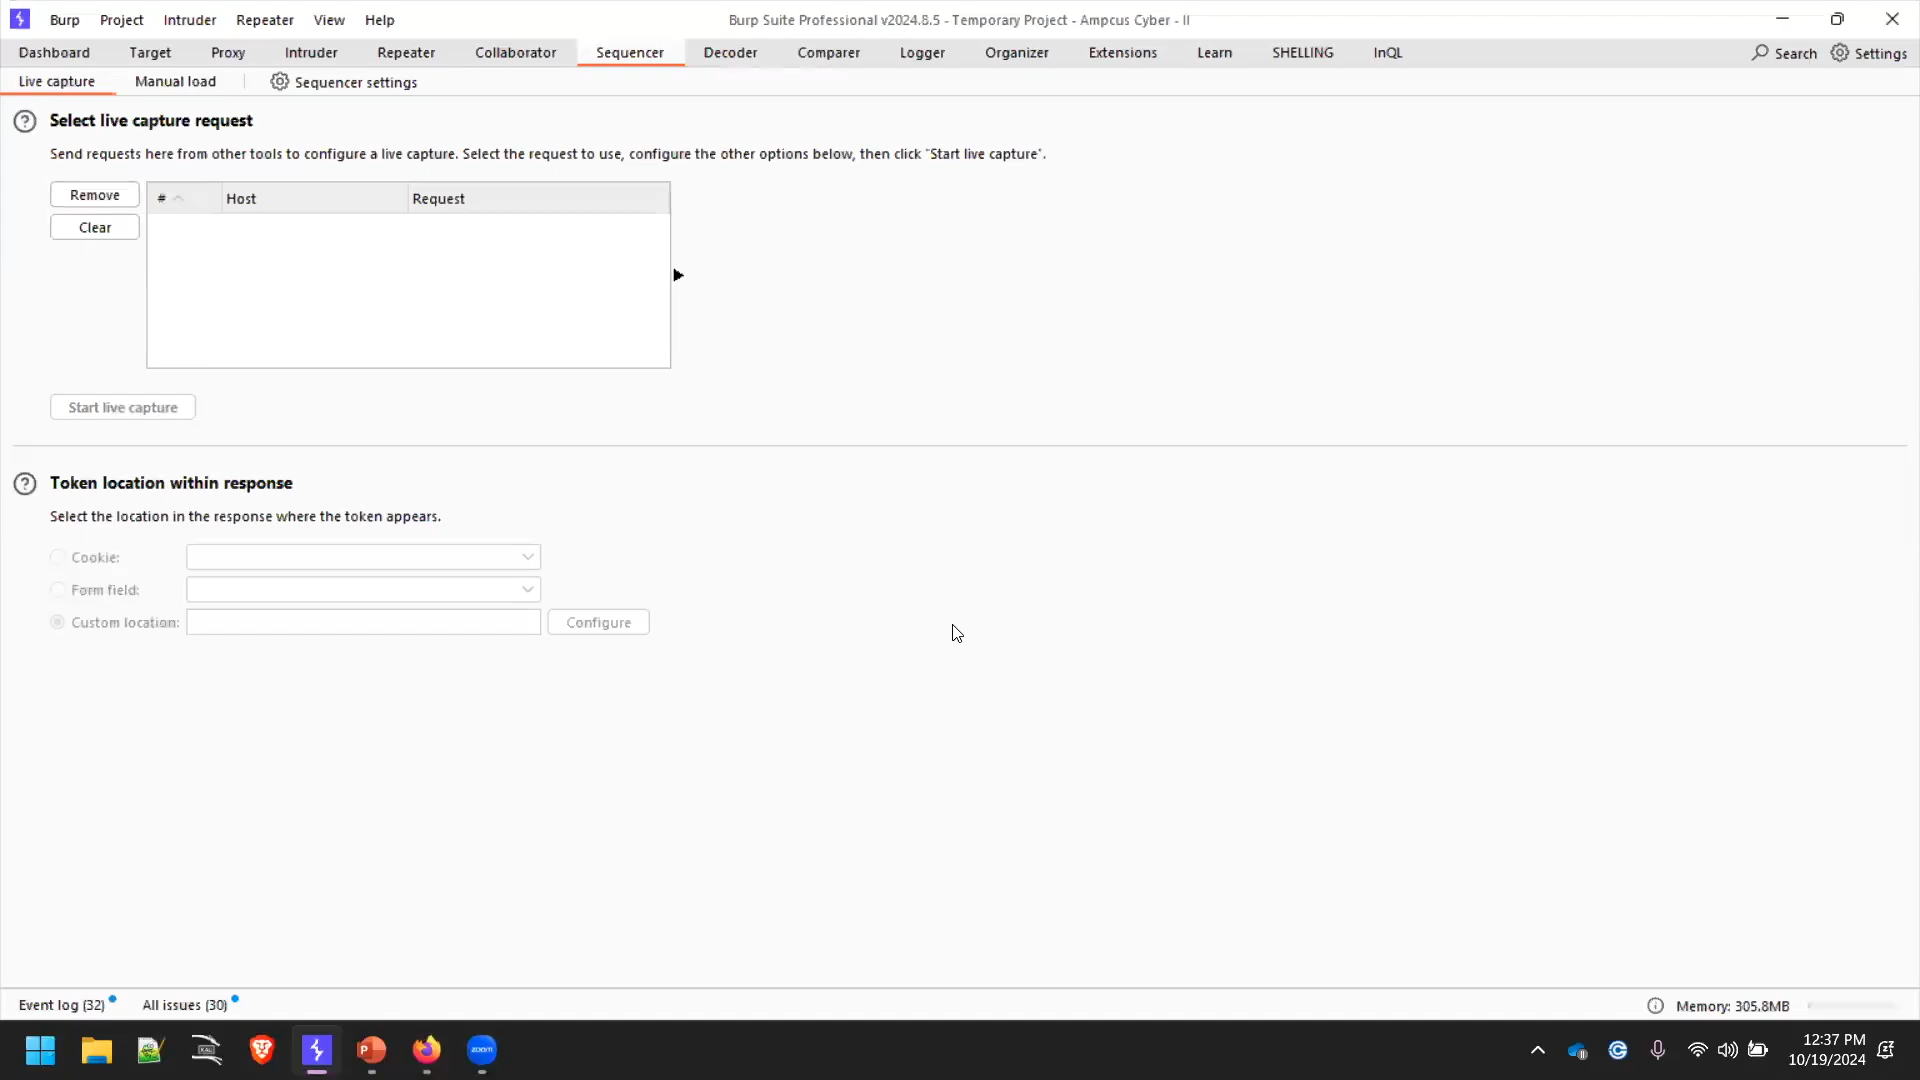 Burp Project Intruder Repeater View Help Burp Suite Professional v2024.8.5 - Temporary Project - Ampcus Cyber - II
Dashboard Target Proxy Intruder Repeater Collaborator Sequencer Decoder Comparer Logger Organizer Extensions Learn SHELLING InQL Search Settings
Live capture Manual load Sequencer settings
? Select live capture request
Send requests here from other tools to configure a live capture. Select the request to use, configure the other options below, then click "Start live capture".
Remove # Host Request
Clear
Start live capture
? Token location within response
Select the location in the response where the token appears.
Cookie:
Form field:
Custom location: Configure
Event log (32) All issues (30) Memory: 305.8MB
KALI P zoom
12:37 PM
10/19/2024